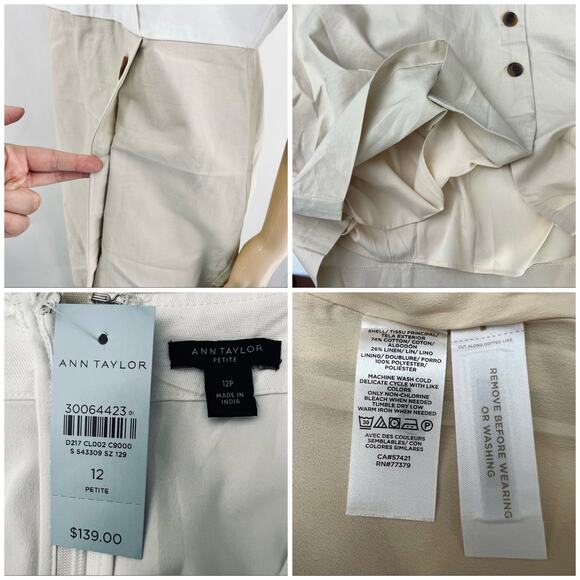 ANN TAYLOR
30064423
D217 CL002 C9000
S 543309 SZ 129
12
PETITE
$139.00
ANN TAYLOR
PETITE
12P
MADE IN
INDIA
SHELL/ TISSU PRINCIPAL/
TELA EXTERIOR
74% COTTON/ COTON/
ALGODÓN
26% LINEN/ LIN/ LINO
LINING/ DOUBLURE/ FORRO
100% POLYESTER/
POLIÉSTER
MACHINE WASH COLD
DELICATE CYCLE WITH LIKE
COLORS
ONLY NON-CHLORINE
BLEACH WHEN NEEDED
TUMBLE DRY LOW
WARM IRON WHEN NEEDED
30
AVEC DES COULEURS
SEMBLABLES/ CON
COLORES SIMILARES
CA#57421
RN#77379
CUT ALONG DOTTED LINE
REMOVE BEFORE WEARING
OR WASHING